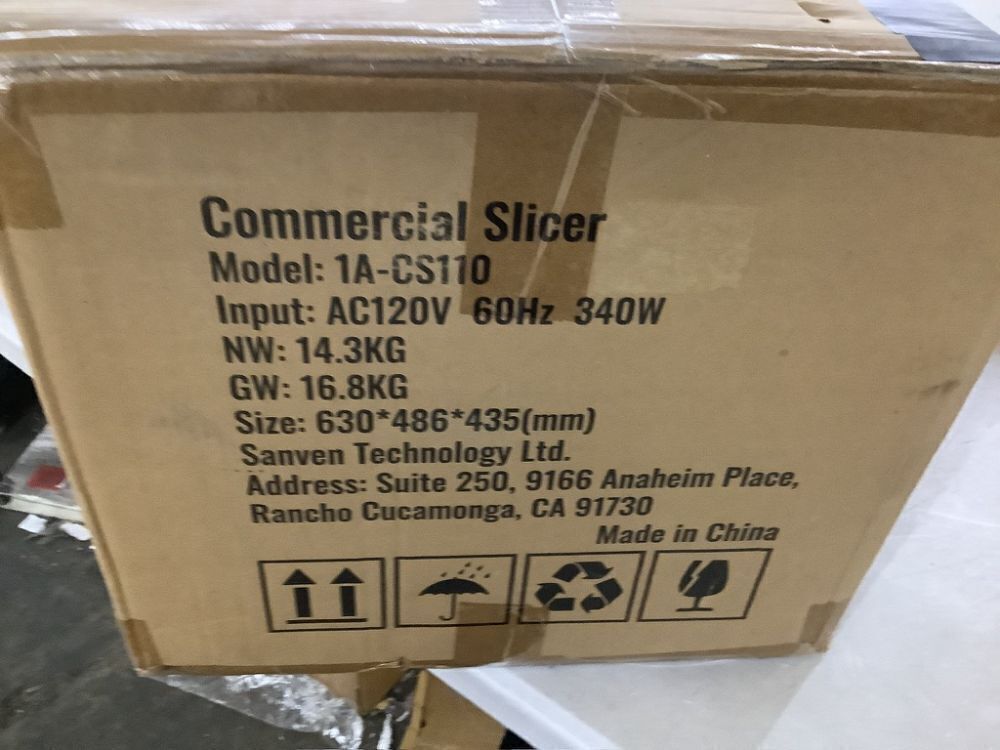 Commercial Slicer
Model: 1A-CS110
Input: AC120V 60Hz 340W
NW: 14.3KG
GW: 16.8KG
Size: 630*486*435(mm)
Sanven Technology Ltd.
Address: Suite 250, 9166 Anaheim Place,
Rancho Cucamonga, CA 91730
Made in China